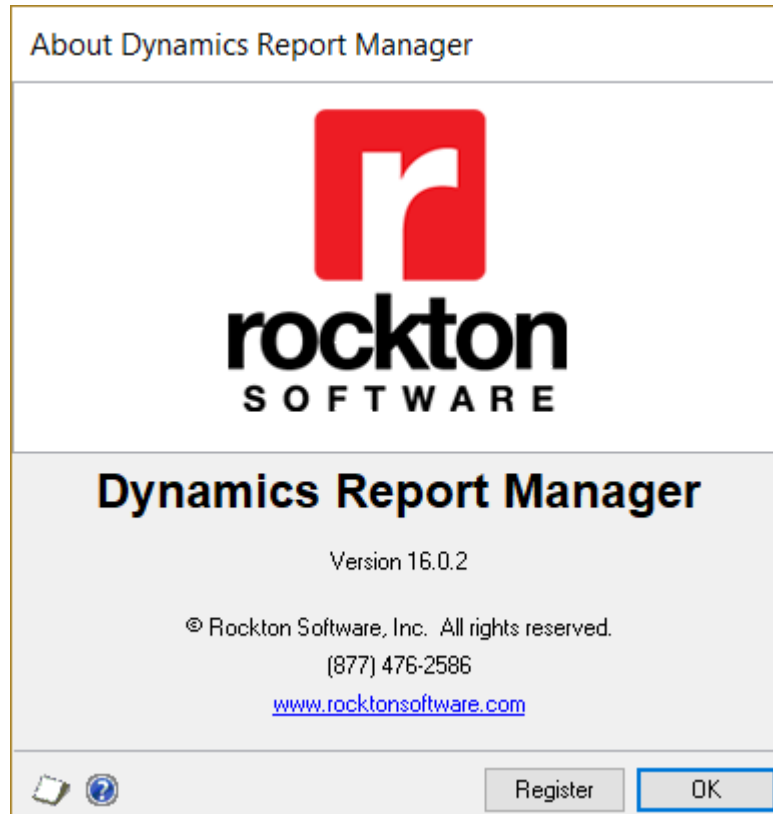 About Dynamics Report Manager
r
rockton
SOFTWARE
Dynamics Report Manager
Version 16.0.2
© Rockton Software, Inc. All rights reserved.
(877) 476-2586
www.rocktonsoftware.com
Register OK